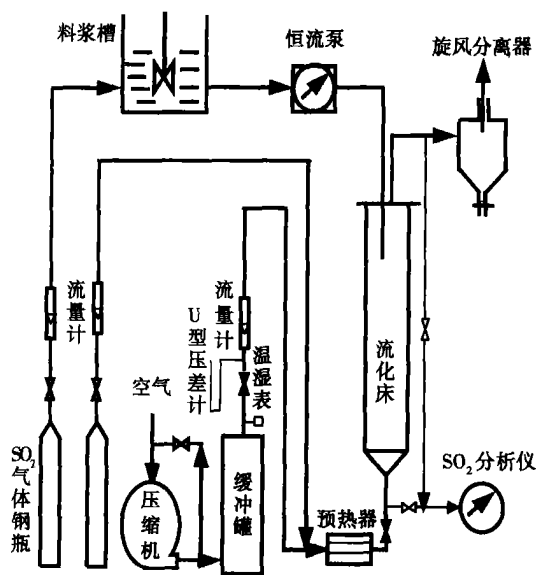 料浆槽
恒流泵
旋风分离器
流量计
U型压差计
流量计
温湿表
空气
流化床
SO₂气体钢瓶
压缩机
缓冲罐
预热器
SO₂分析仪